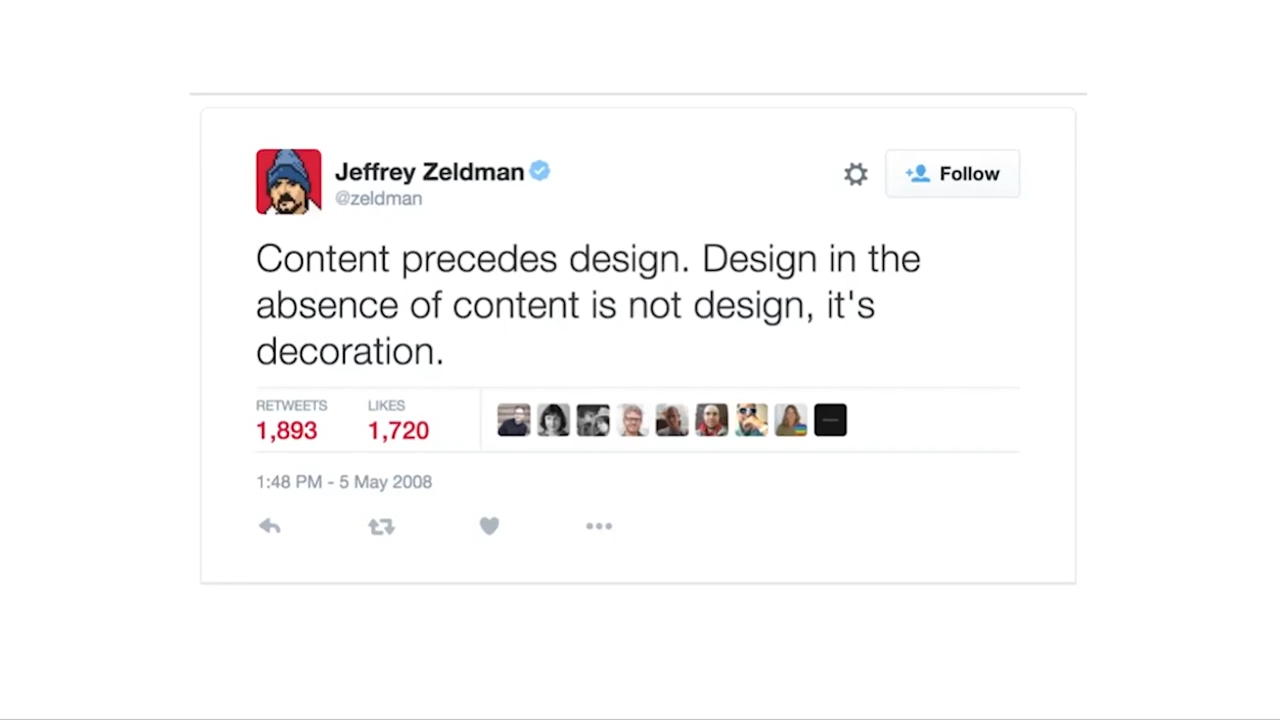 Jeffrey Zeldman
@zeldman
Follow
Content precedes design. Design in the
absence of content is not design, it's
decoration.
RETWEETS LIKES
1,893 1,720
1:48 PM - 5 May 2008